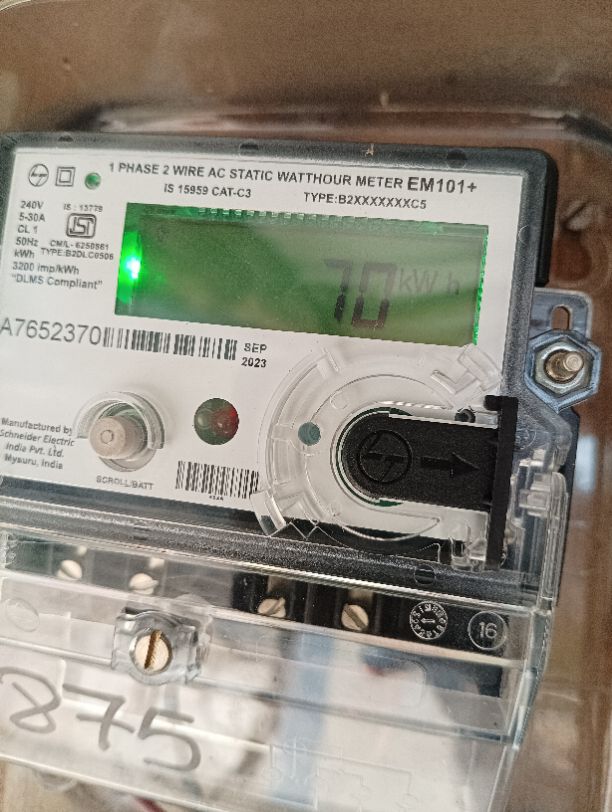 1 PHASE 2 WIRE AC STATIC WATTHOUR METER EM101+
IS 15959 CAT-C3 TYPE:B2XXXXXXXC5
240V IS : 13779
5-30A
CL 1
50Hz CM/L- 6250861
kWh TYPE:B2DLC0506
3200 imp/kWh
"DLMS Compliant"
70 kWh
A7652370
SEP
2023
Manufactured by
Schneider Electric
India Pvt. Ltd.
Mysuru, India
SCROLL/BATT
16
875